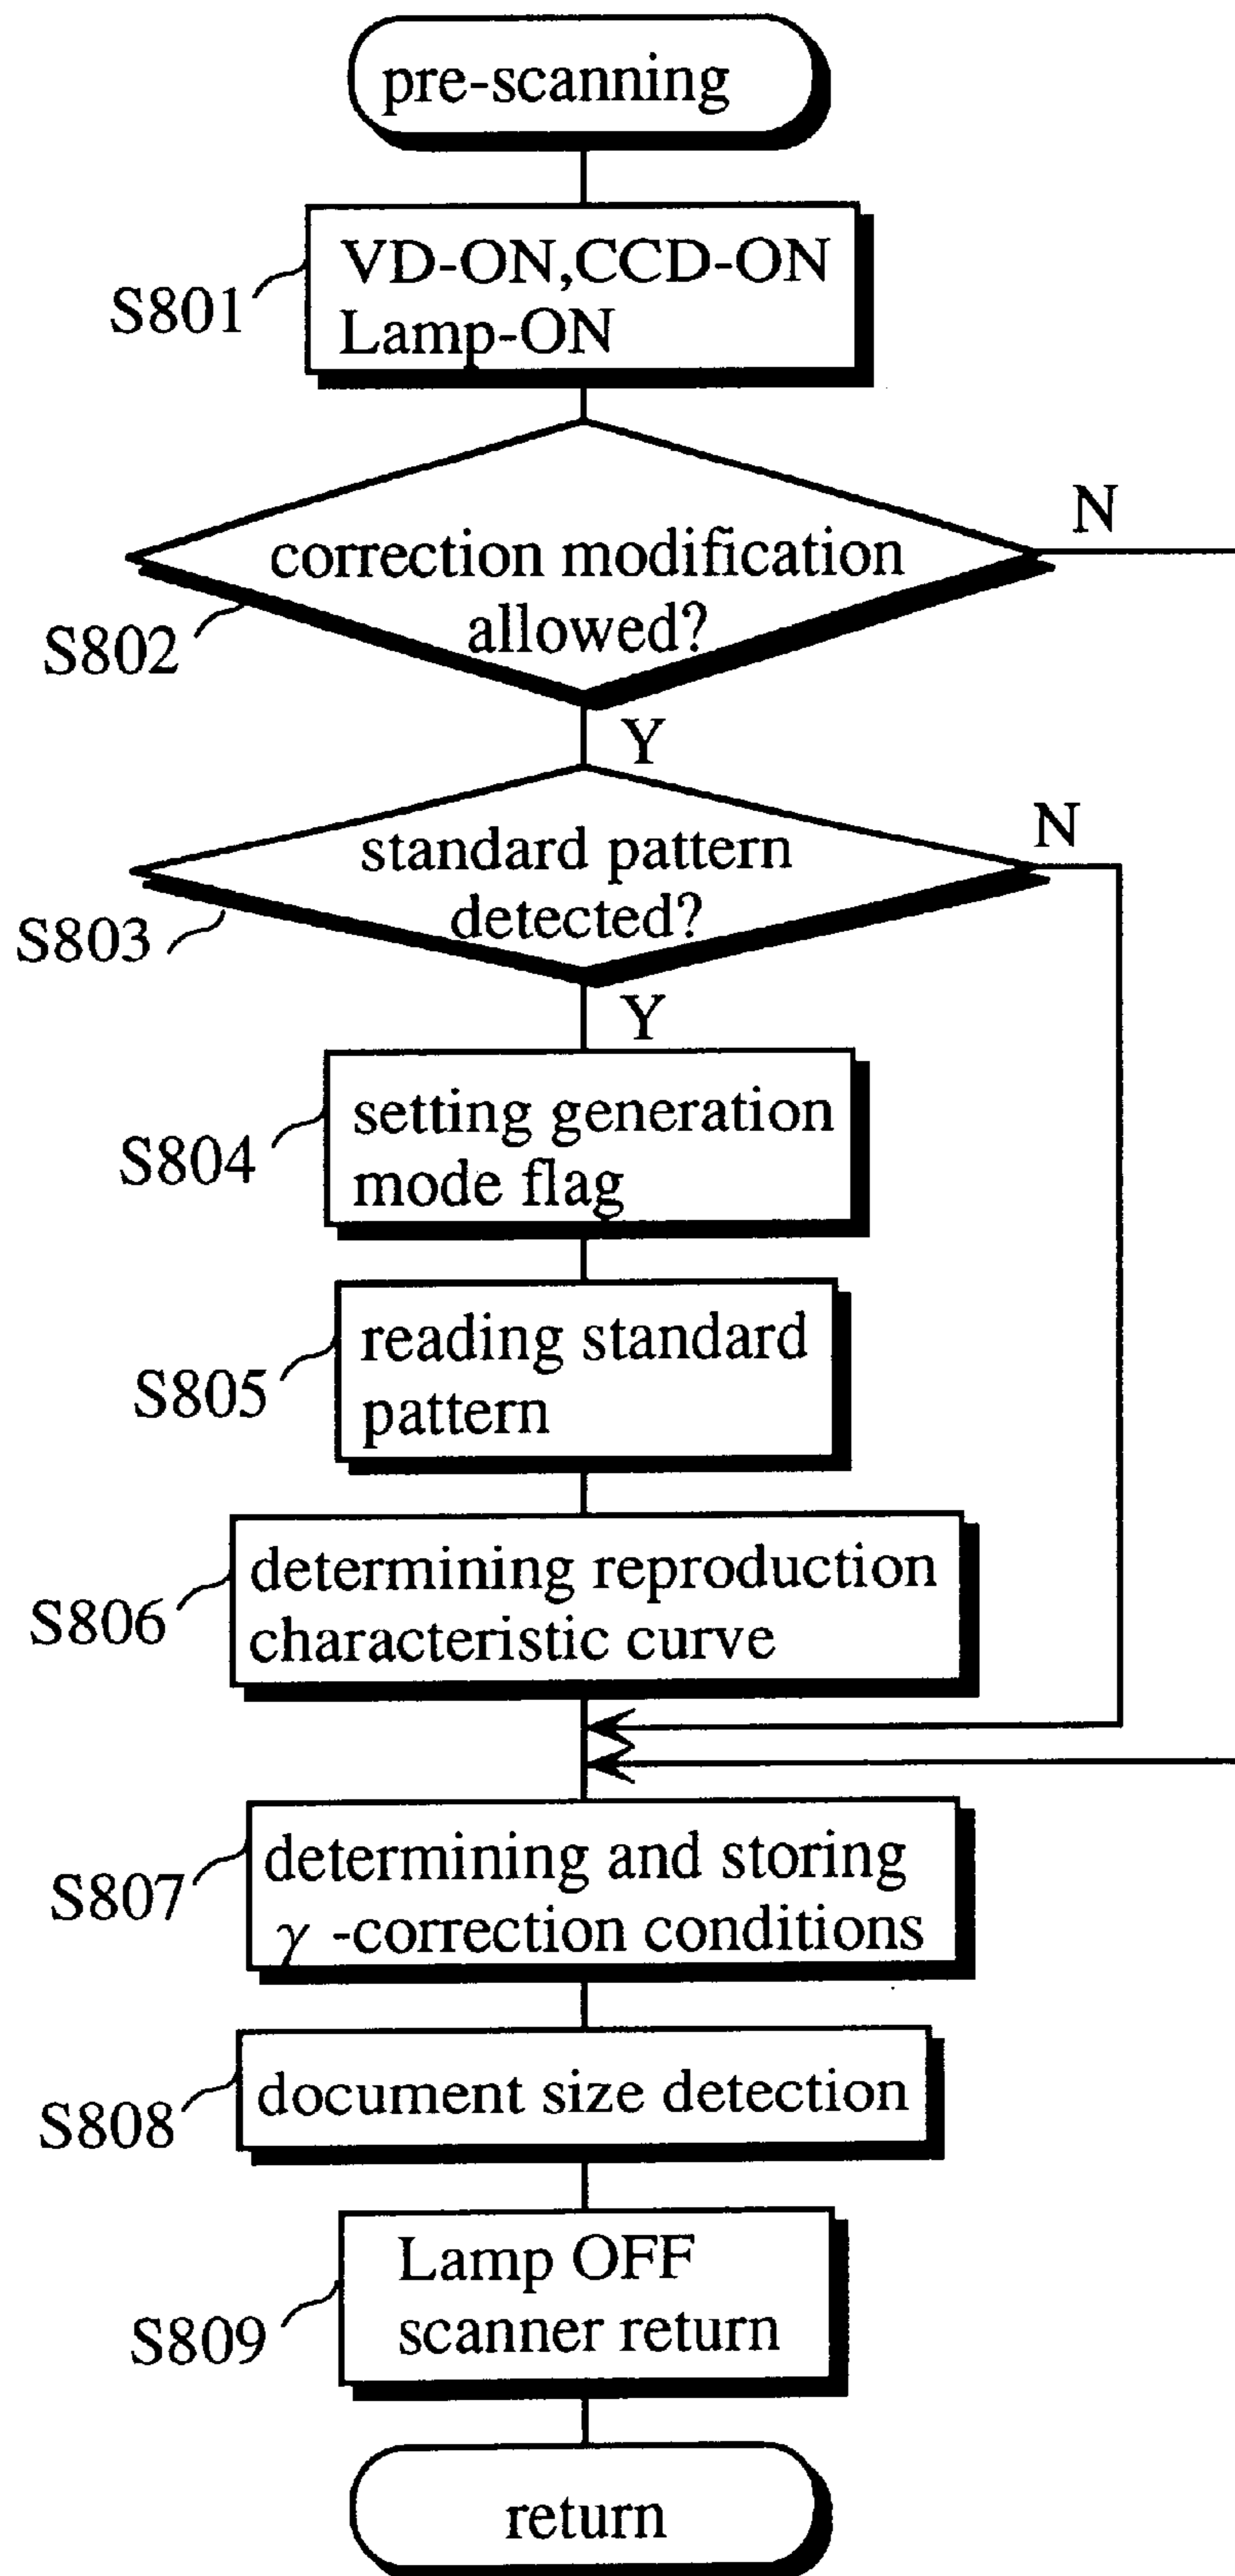 pre-scanning
S801
VD-ON,CCD-ON
Lamp-ON
S802
correction modification
allowed?
N
Y
S803
standard pattern
detected?
N
Y
S804
setting generation
mode flag
S805
reading standard
pattern
S806
determining reproduction
characteristic curve
S807
determining and storing
γ -correction conditions
S808
document size detection
S809
Lamp OFF
scanner return
return